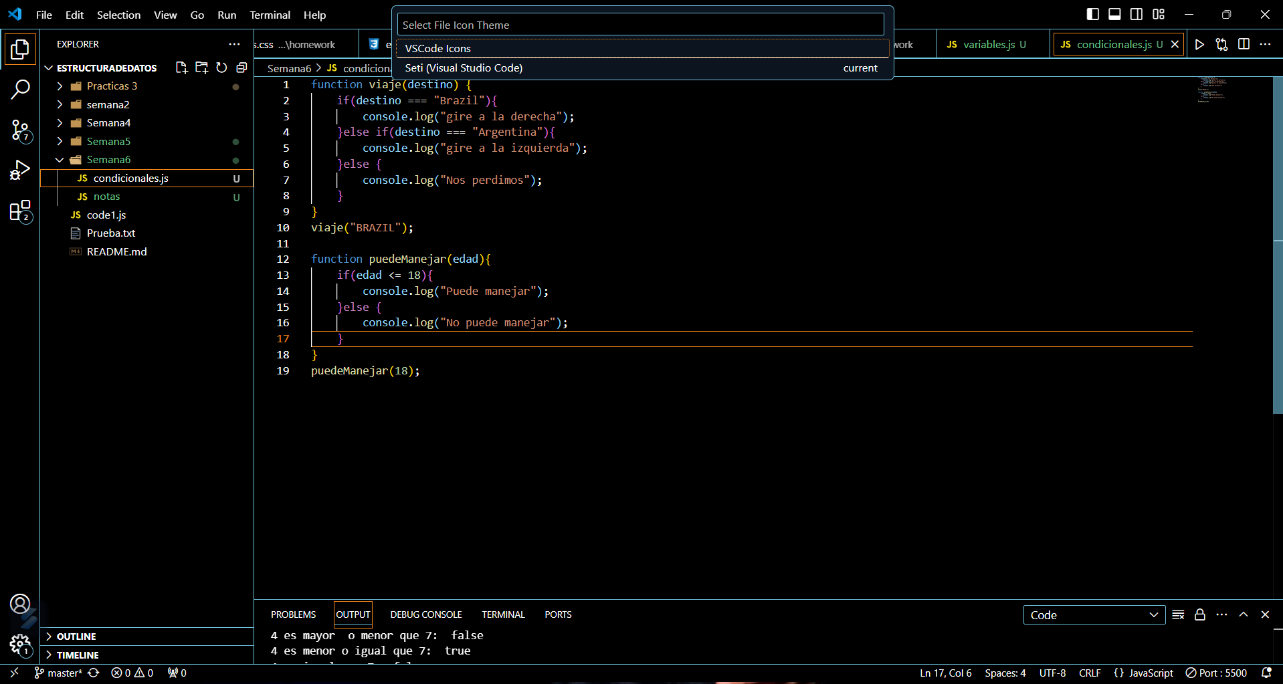 File Edit Selection View Go Run Terminal Help
Select File Icon Theme
VSCode Icons
Seti (Visual Studio Code) current
EXPLORER
s.css ...\homework
work
JS variables.js U
JS condicionales.js U
ESTRUCTURADEDATOS
Practicas 3
semana2
Semana4
Semana5
Semana6
JS condicionales.js U
JS notas U
JS code1.js
Prueba.txt
README.md
OUTLINE
TIMELINE
7
2
1
Semana6 > JS condicion
1 function viaje(destino) {
2 if(destino === "Brazil"){
3 console.log("gire a la derecha");
4 }else if(destino === "Argentina"){
5 console.log("gire a la izquierda");
6 }else {
7 console.log("Nos perdimos");
8 }
9 }
10 viaje("BRAZIL");
11
12 function puedeManejar(edad){
13 if(edad <= 18){
14 console.log("Puede manejar");
15 }else {
16 console.log("No puede manejar");
17 }
18 }
19 puedeManejar(18);
PROBLEMS OUTPUT DEBUG CONSOLE TERMINAL PORTS
Code
4 es mayor  o menor que 7:  false
4 es menor o igual que 7:  true
master* 0 0 0
Ln 17, Col 6 Spaces: 4 UTF-8 CRLF {} JavaScript Port : 5500